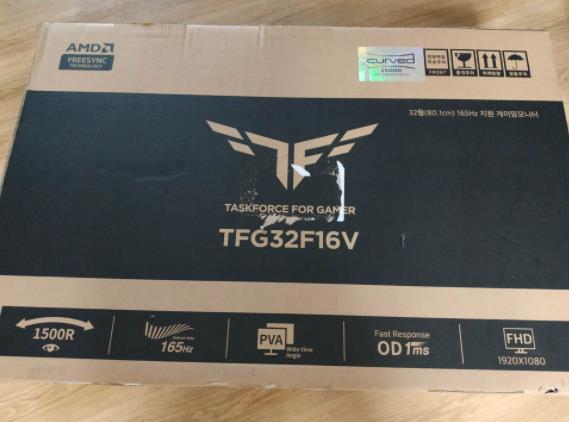 AMD
FREESYNC
TECHNOLOGY
curved
1500R
FRONT
32형(80.1cm) 165Hz 지원 게이밍모니터
TASKFORCE FOR GAMER
TFG32F16V
1500R
165Hz
PVA
Wide View
Angle
Fast Response
OD 1ms
FHD
1920X1080